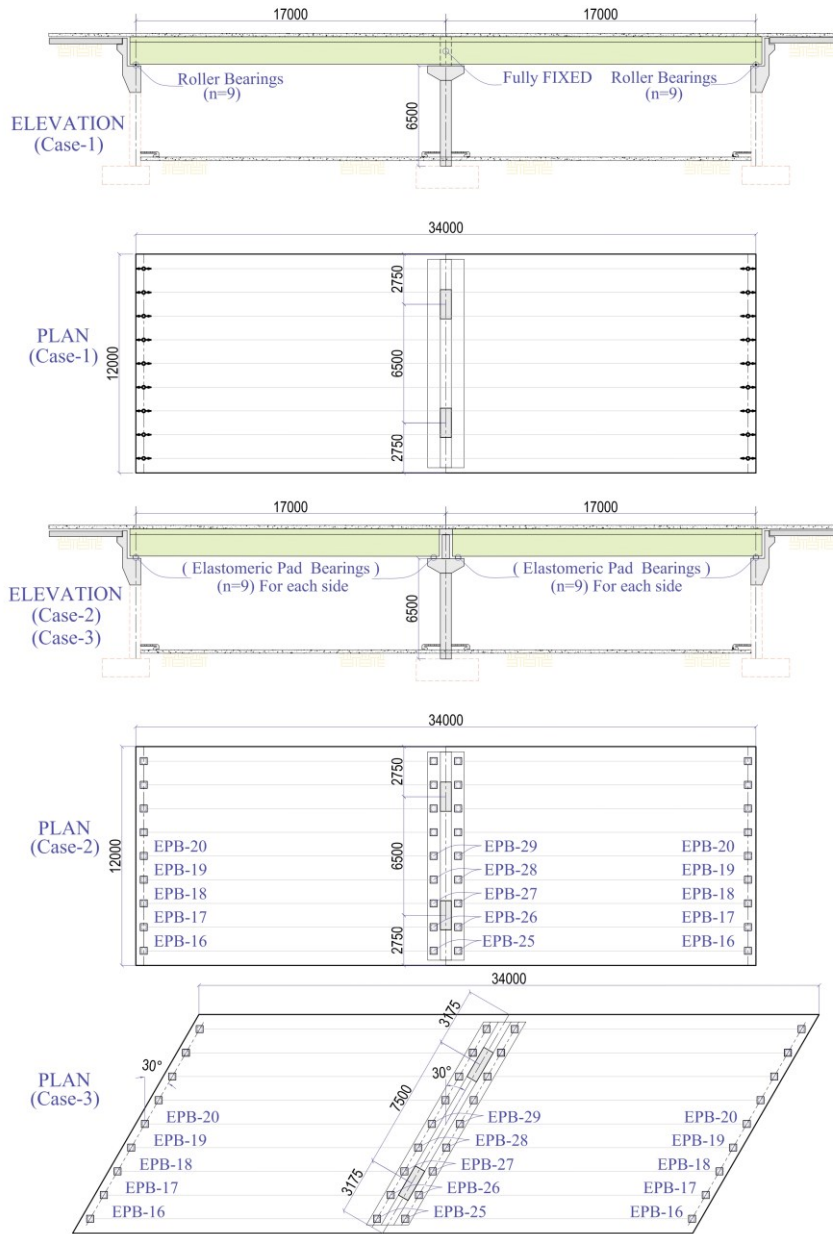 17000
17000
Roller Bearings
(n=9)
Fully FIXED
Roller Bearings
(n=9)
ELEVATION
(Case-1)
6500
34000
PLAN
(Case-1)
12000
2750
6500
2750
17000
17000
( Elastomeric Pad Bearings )
(n=9) For each side
( Elastomeric Pad Bearings )
(n=9) For each side
ELEVATION
(Case-2)
(Case-3)
6500
34000
PLAN
(Case-2)
12000
2750
6500
2750
EPB-20
EPB-29
EPB-20
EPB-19
EPB-28
EPB-19
EPB-18
EPB-27
EPB-18
EPB-17
EPB-26
EPB-17
EPB-16
EPB-25
EPB-16
34000
3175
30°
PLAN
(Case-3)
30°
7500
3175
EPB-20
EPB-29
EPB-20
EPB-19
EPB-28
EPB-19
EPB-18
EPB-27
EPB-18
EPB-17
EPB-26
EPB-17
EPB-16
EPB-25
EPB-16